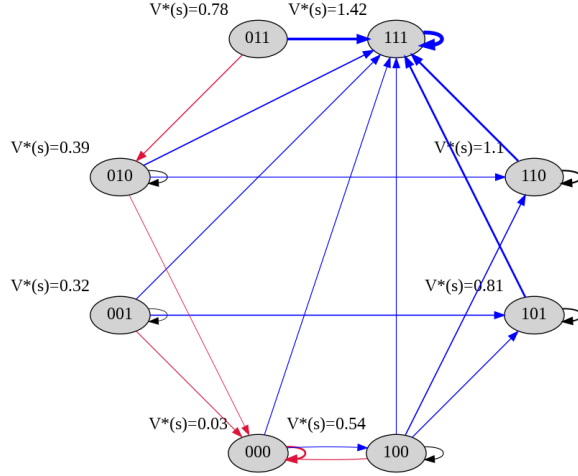 V*(s)=0.78 V*(s)=1.42
011 111
V*(s)=0.39 V*(s)=1.1
010 110
V*(s)=0.32 V*(s)=0.81
001 101
V*(s)=0.03 V*(s)=0.54
000 100